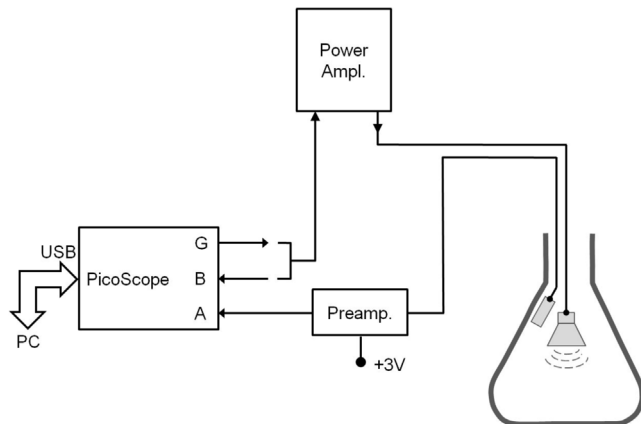 Power
Ampl.
G
USB
PicoScope
B
A
PC
Preamp.
+3V